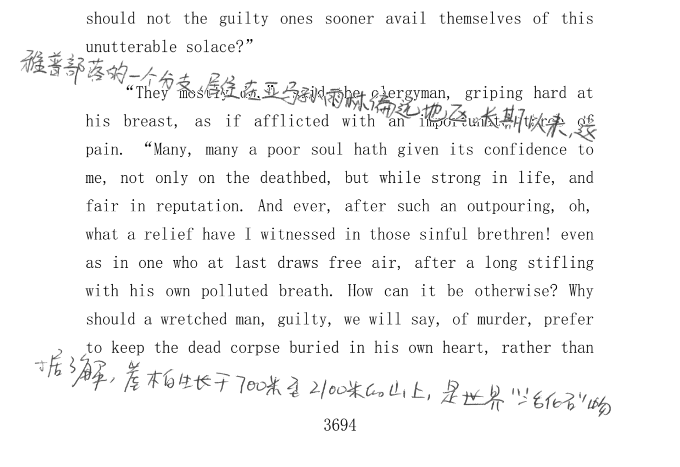 should not the guilty ones sooner avail themselves of this
unutterable solace?”
雅普部落的一个分支,居住在亚马孙雨林偏远地区,长期以来,该
“They mostly do,” said the clergyman, griping hard at
his breast, as if afflicted with an importunate throb of
pain. “Many, many a poor soul hath given its confidence to
me, not only on the deathbed, but while strong in life, and
fair in reputation. And ever, after such an outpouring, oh,
what a relief have I witnessed in those sinful brethren! even
as in one who at last draws free air, after a long stifling
with his own polluted breath. How can it be otherwise? Why
should a wretched man, guilty, we will say, of murder, prefer
to keep the dead corpse buried in his own heart, rather than
据了解,崖柏生长于700米至2100米的山上,是世界"活化石"物
3694